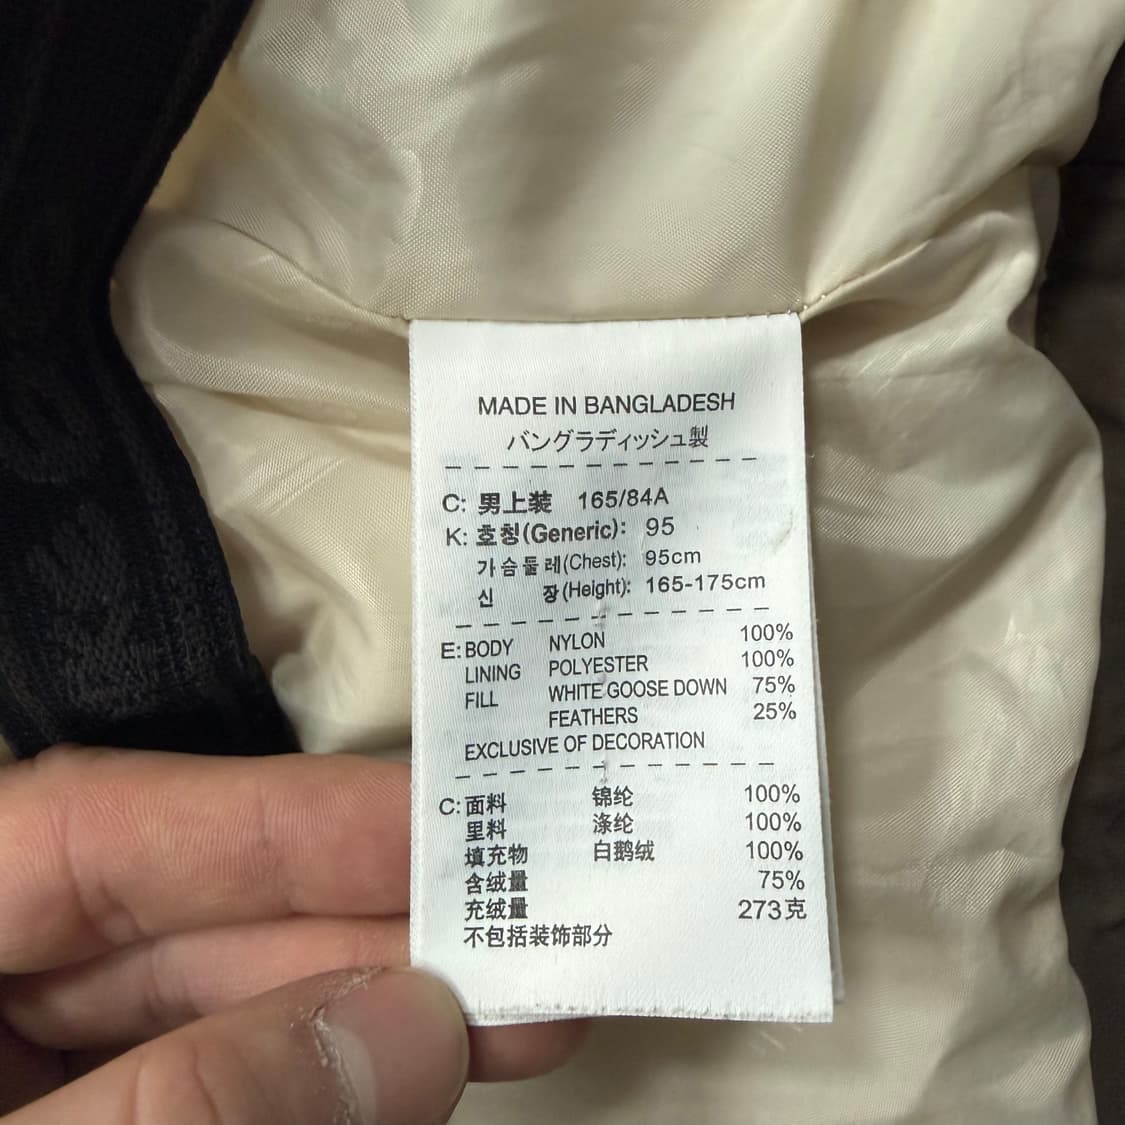 MADE IN BANGLADESH
バングラディッシュ製
C: 男上装 165/84A
K: 호칭(Generic): 95
가슴둘레(Chest): 95cm
신 장(Height): 165-175cm
E: BODY NYLON 100%
LINING POLYESTER 100%
FILL WHITE GOOSE DOWN 75%
FEATHERS 25%
EXCLUSIVE OF DECORATION
C: 面料 锦纶 100%
里料 涤纶 100%
填充物 白鹅绒 100%
含绒量 75%
充绒量 273克
不包括装饰部分